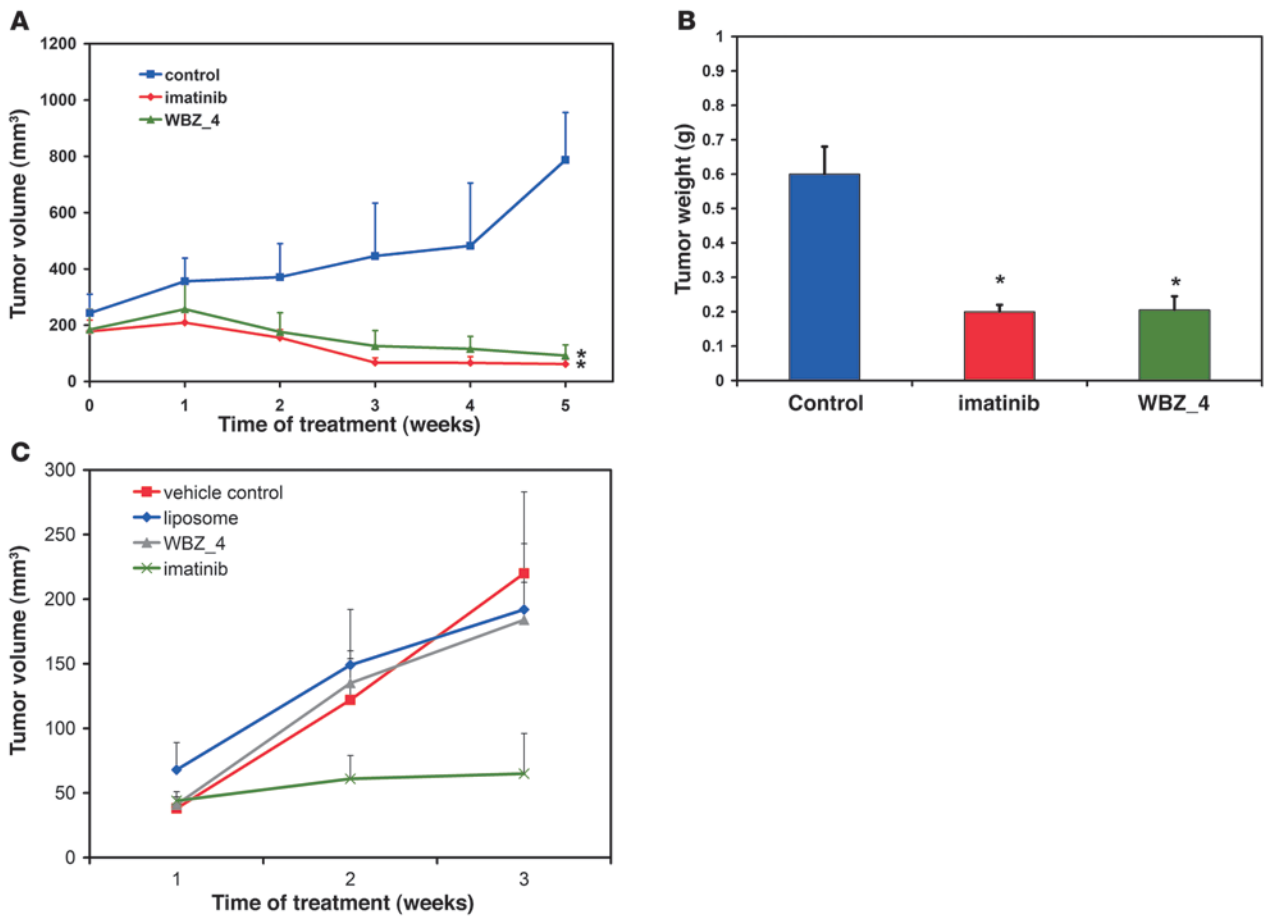 A
1200
1000
800
600
400
200
0
Tumor volume (mm³)
control
imatinib
WBZ_4
*
*
0 1 2 3 4 5
Time of treatment (weeks)
B
1
0.9
0.8
0.7
0.6
0.5
0.4
0.3
0.2
0.1
0
Tumor weight (g)
* *
Control imatinib WBZ_4
C
300
250
200
150
100
50
0
Tumor volume (mm³)
vehicle control
liposome
WBZ_4
imatinib
1 2 3
Time of treatment (weeks)